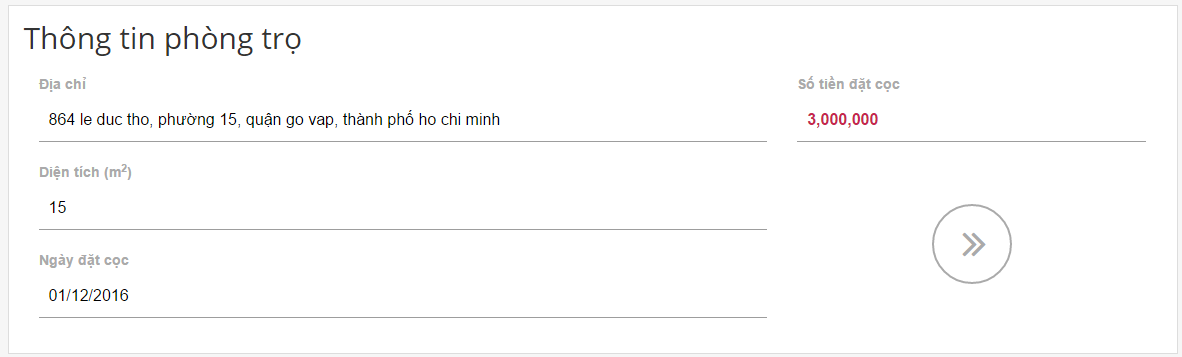 Thông tin phòng trọ
Địa chỉ
864 le duc tho, phường 15, quận go vap, thành phố ho chi minh
Số tiền đặt cọc
3,000,000
Diện tích (m²)
15
Ngày đặt cọc
01/12/2016